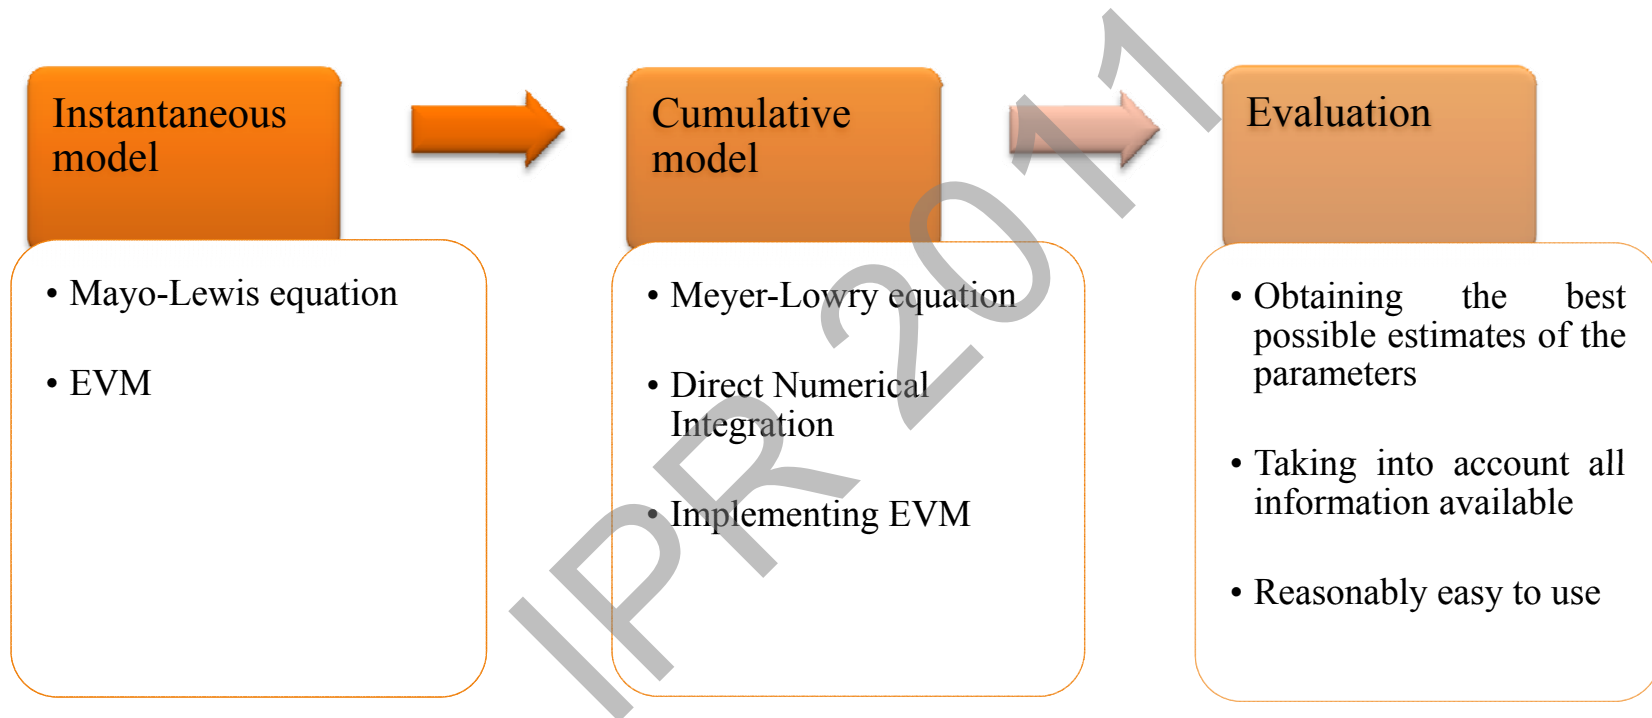 Instantaneous
model
• Mayo-Lewis equation
• EVM
Cumulative
model
• Meyer-Lowry equation
• Direct Numerical
Integration
• Implementing EVM
Evaluation
• Obtaining the best
possible estimates of the
parameters
• Taking into account all
information available
• Reasonably easy to use
IPR 2011